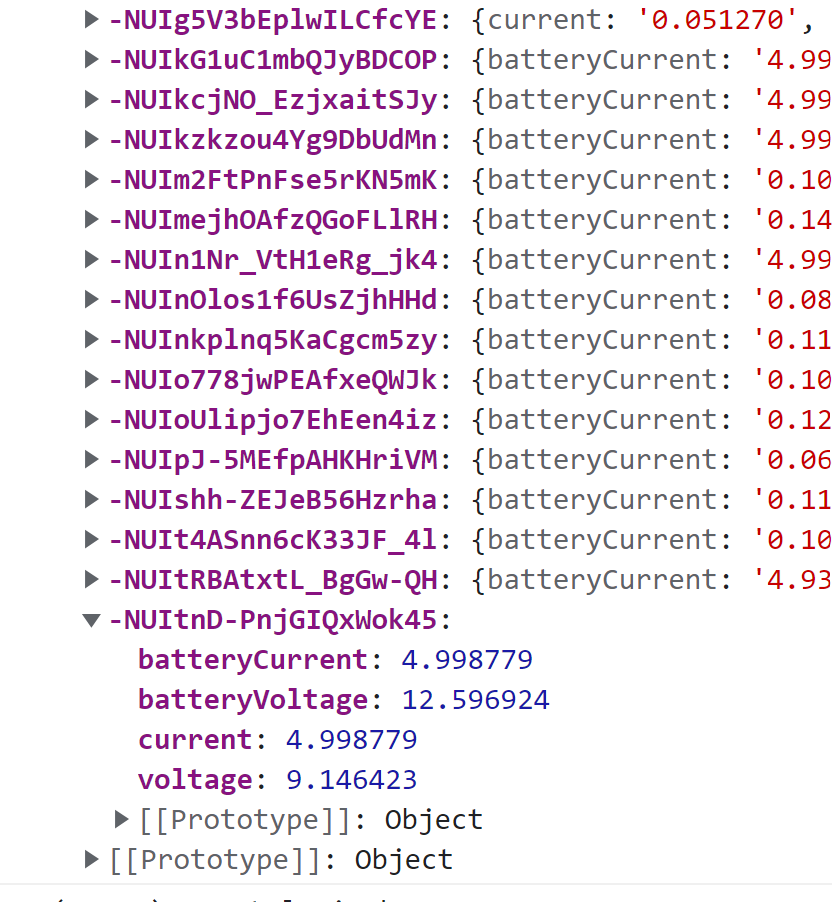 -NUIg5V3bEplwILCfcYE: {current: '0.051270',
-NUIkG1uC1mbQJyBDCOP: {batteryCurrent: '4.99
-NUIkcjNO_EzjxaitSJy: {batteryCurrent: '4.99
-NUIkzkzou4Yg9DbUdMn: {batteryCurrent: '4.99
-NUIm2FtPnFse5rKN5mK: {batteryCurrent: '0.10
-NUImejhOAfzQGoFLlRH: {batteryCurrent: '0.14
-NUIn1Nr_VtH1eRg_jk4: {batteryCurrent: '4.99
-NUInOlos1f6UsZjhHHd: {batteryCurrent: '0.08
-NUInkplnq5KaCgcm5zy: {batteryCurrent: '0.11
-NUIo778jwPEAfxeQWJk: {batteryCurrent: '0.10
-NUIoUlipjo7EhEen4iz: {batteryCurrent: '0.12
-NUIpJ-5MEfpAHKHriVM: {batteryCurrent: '0.06
-NUIshh-ZEJeB56Hzrha: {batteryCurrent: '0.11
-NUIt4ASnn6cK33JF_4l: {batteryCurrent: '0.10
-NUItRBAtxtL_BgGw-QH: {batteryCurrent: '4.93
-NUItnD-PnjGIQxWok45:
batteryCurrent: 4.998779
batteryVoltage: 12.596924
current: 4.998779
voltage: 9.146423
[[Prototype]]: Object
[[Prototype]]: Object